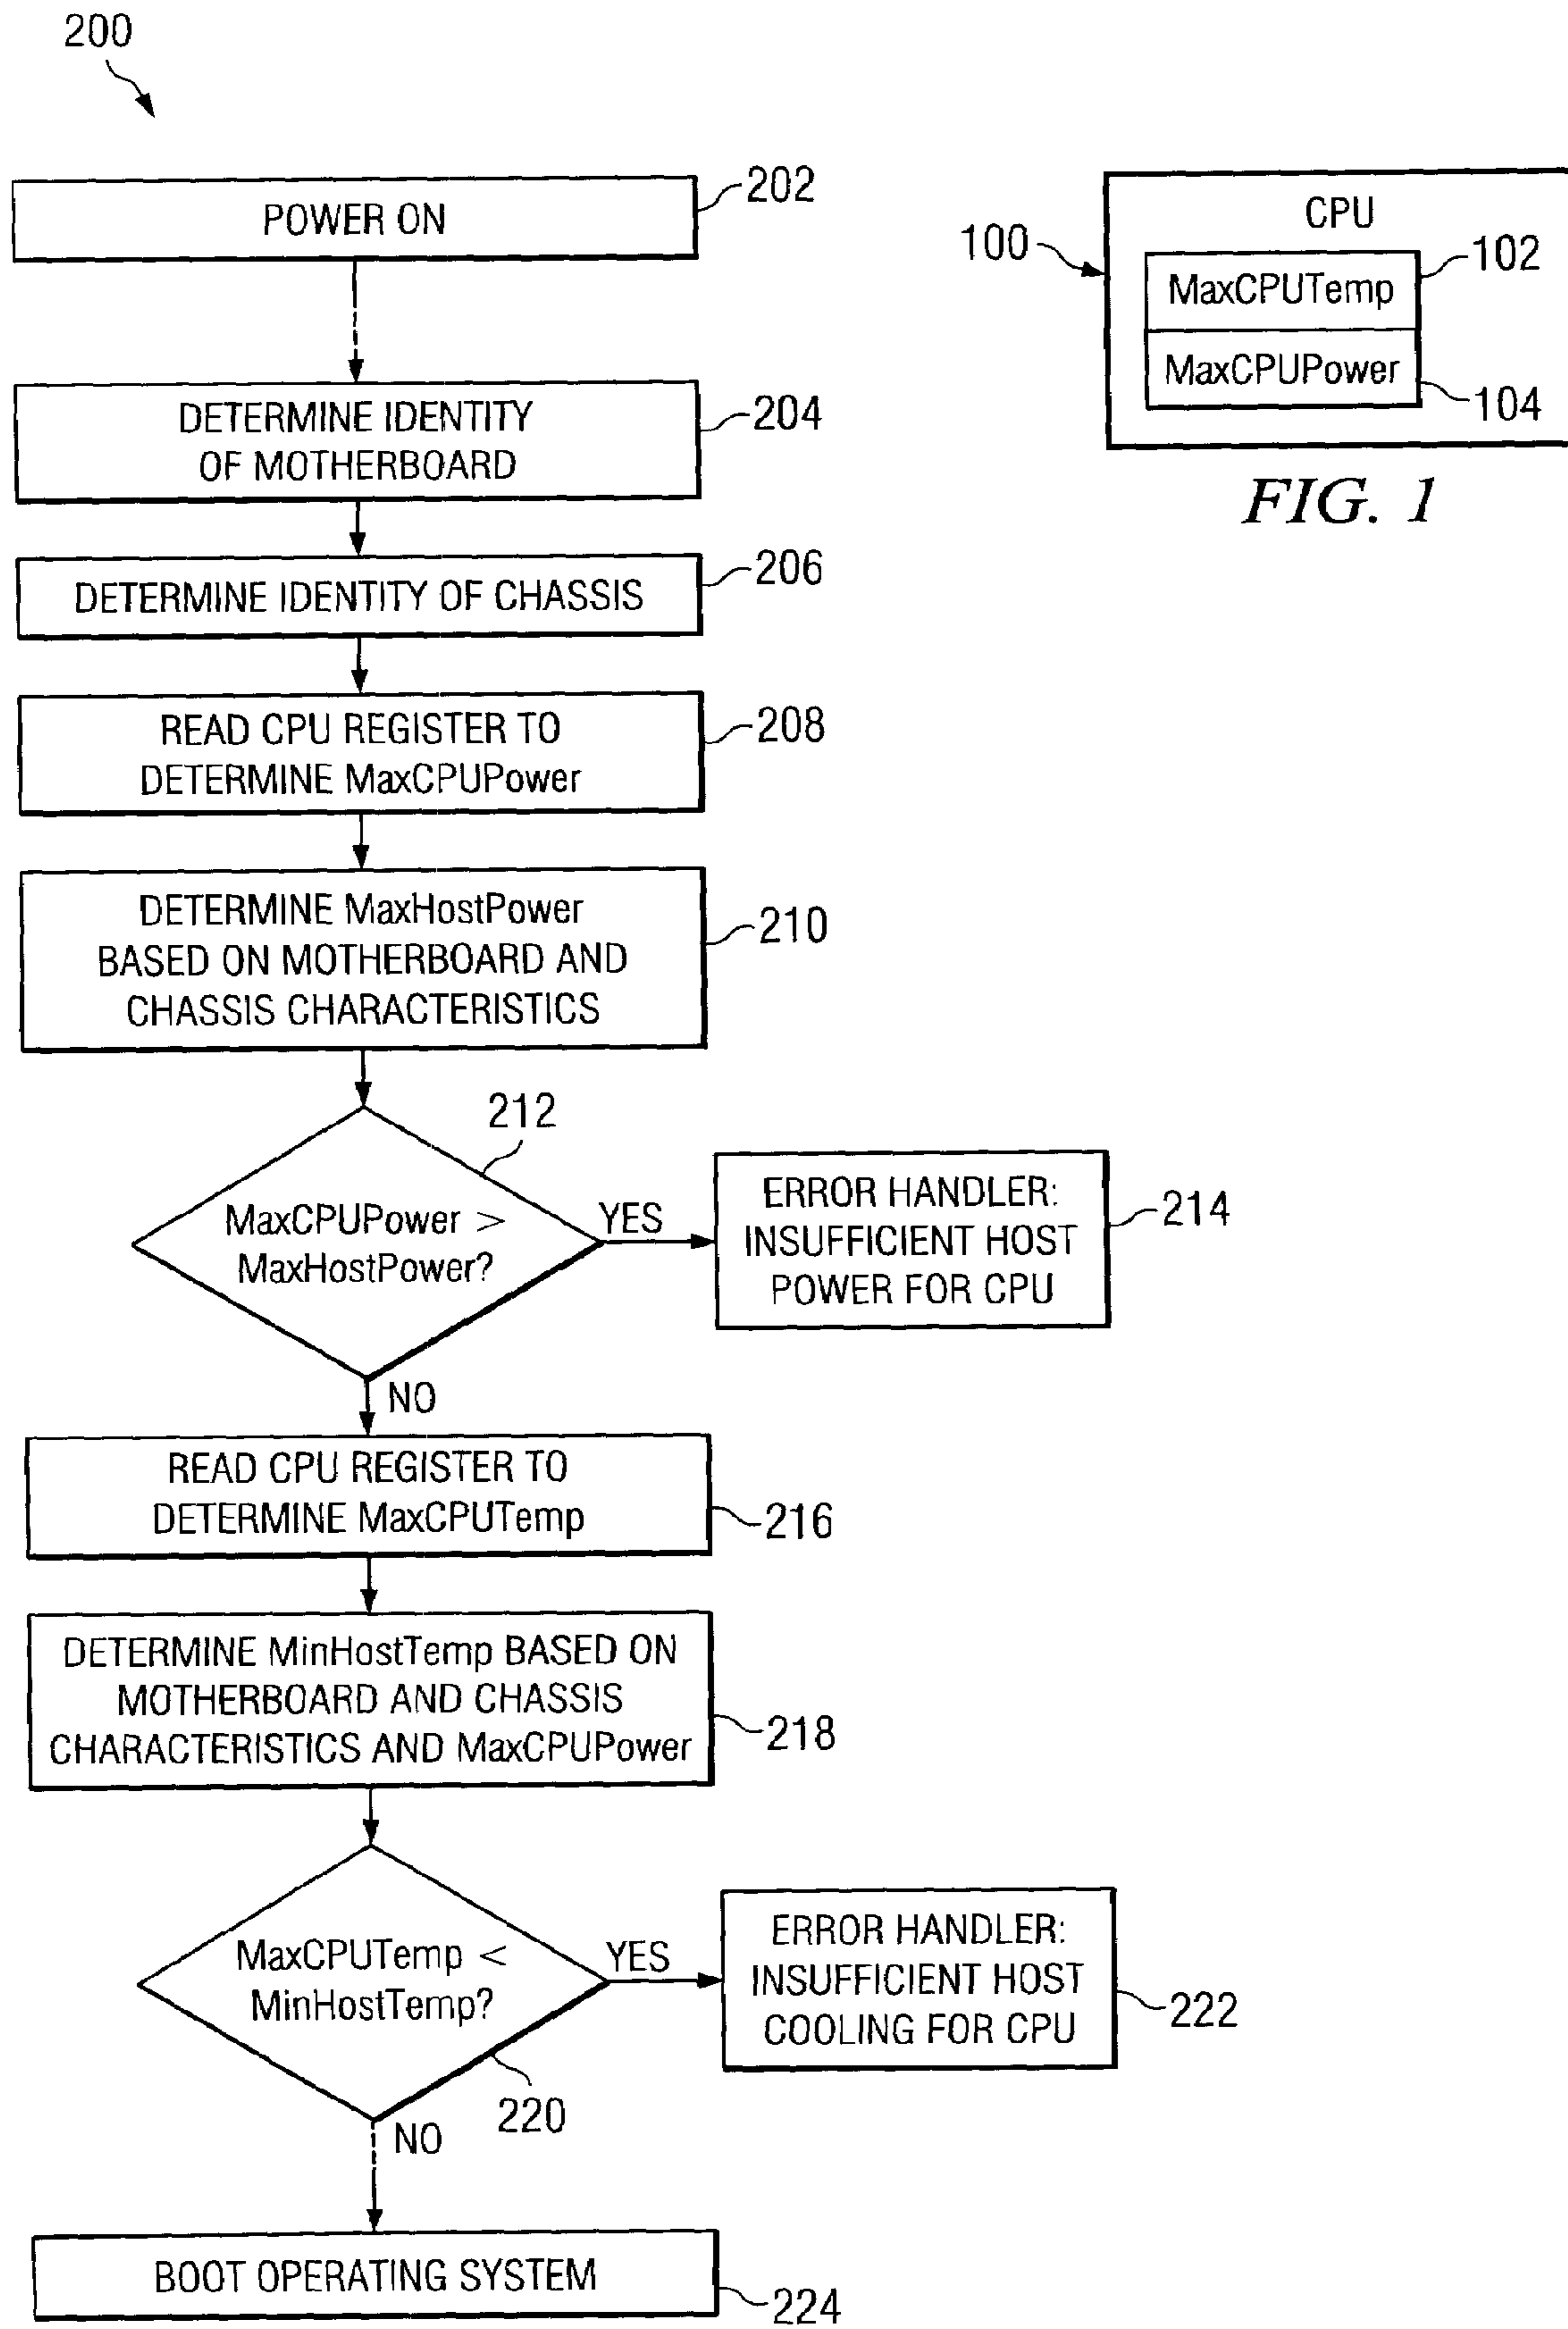 200
POWER ON
202
DETERMINE IDENTITY
OF MOTHERBOARD
204
DETERMINE IDENTITY OF CHASSIS
206
READ CPU REGISTER TO
DETERMINE MaxCPUPower
208
DETERMINE MaxHostPower
BASED ON MOTHERBOARD AND
CHASSIS CHARACTERISTICS
210
212
MaxCPUPower >
MaxHostPower?
YES
ERROR HANDLER:
INSUFFICIENT HOST
POWER FOR CPU
214
NO
READ CPU REGISTER TO
DETERMINE MaxCPUTemp
216
DETERMINE MinHostTemp BASED ON
MOTHERBOARD AND CHASSIS
CHARACTERISTICS AND MaxCPUPower
218
MaxCPUTemp <
MinHostTemp?
YES
ERROR HANDLER:
INSUFFICIENT HOST
COOLING FOR CPU
222
220
NO
BOOT OPERATING SYSTEM
224
CPU
100
MaxCPUTemp
102
MaxCPUPower
104
FIG. 1